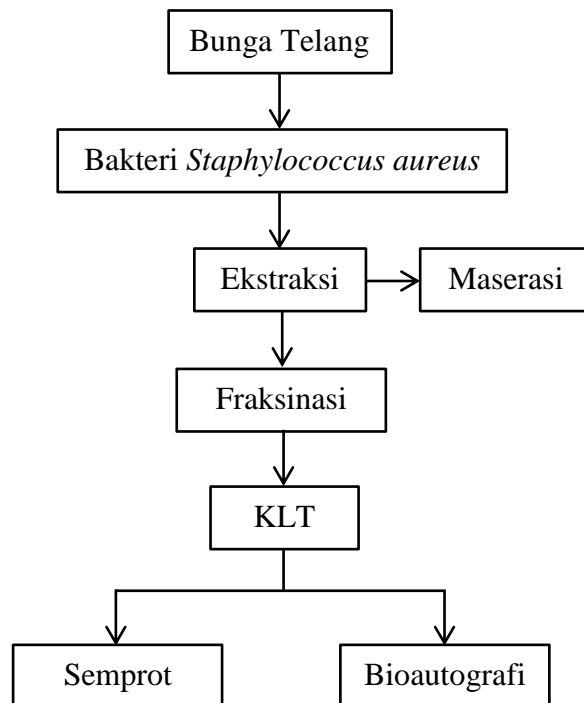 Bunga Telang
Bakteri Staphylococcus aureus
Ekstraksi
Maserasi
Fraksinasi
KLT
Semprot
Bioautografi